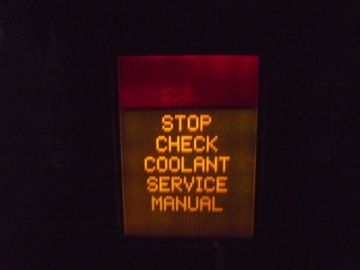 STOP
CHECK
COOLANT
SERVICE
MANUAL